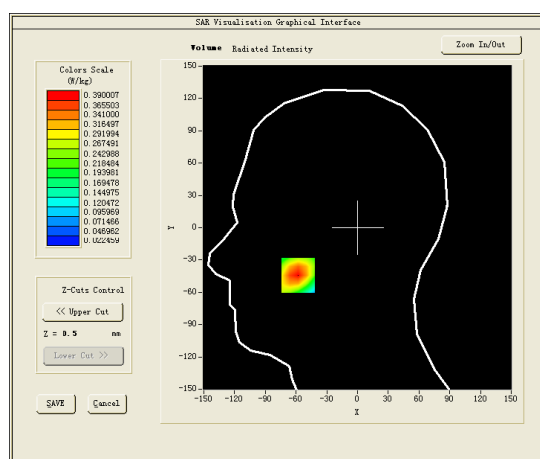 SAR Visualisation Graphical Interface
Volume Radiated Intensity
Zoom In/Out
Colors Scale
(W/kg)
0.390007
0.365503
0.341000
0.316497
0.291994
0.267491
0.242988
0.218484
0.193981
0.169478
0.144975
0.120472
0.095969
0.071466
0.046962
0.022459
Z-Cuts Control
<< Upper Cut
Z = 0.5 mm
Lower Cut >>
SAVE Cancel
150
120
90
60
30
0
-30
-60
-90
-120
-150
Y
-150 -120 -90 -60 -30 0 30 60 90 120 150
X